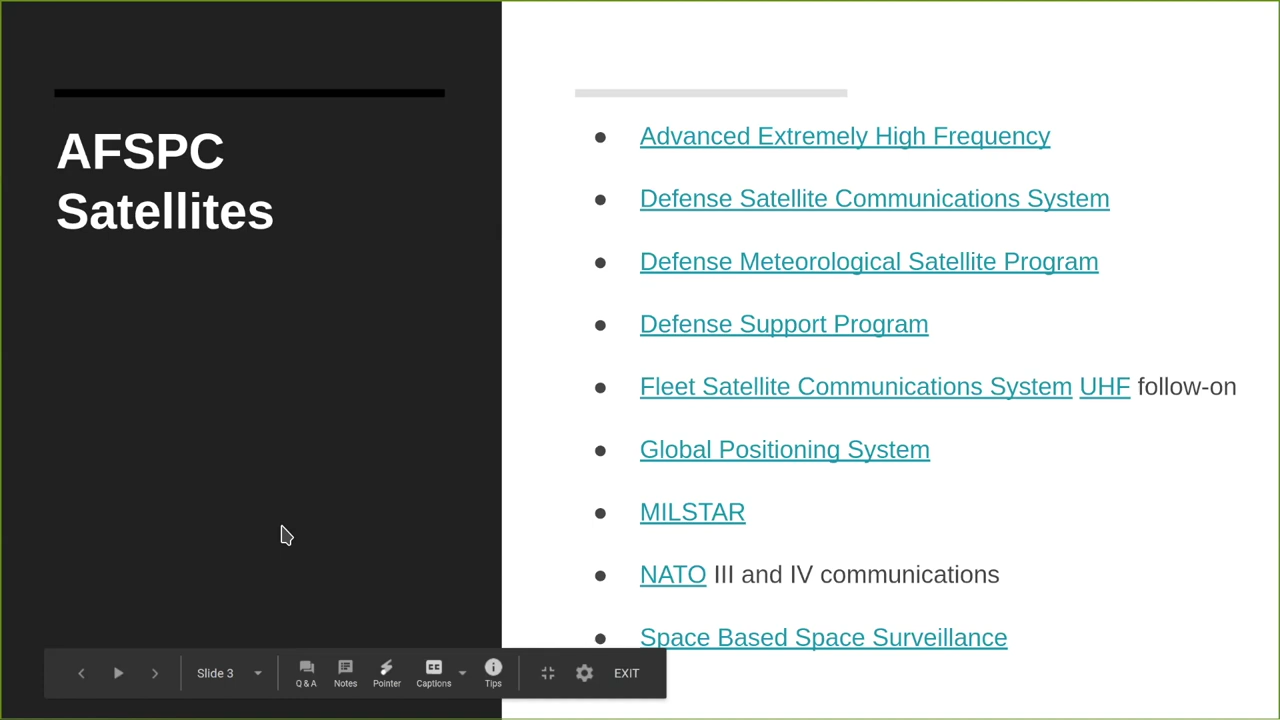 AFSPC
Satellites
● Advanced Extremely High Frequency
● Defense Satellite Communications System
● Defense Meteorological Satellite Program
● Defense Support Program
● Fleet Satellite Communications System UHF follow-on
● Global Positioning System
● MILSTAR
● NATO III and IV communications
● Space Based Space Surveillance
Slide 3
Q & A
Notes
Pointer
Captions
Tips
EXIT